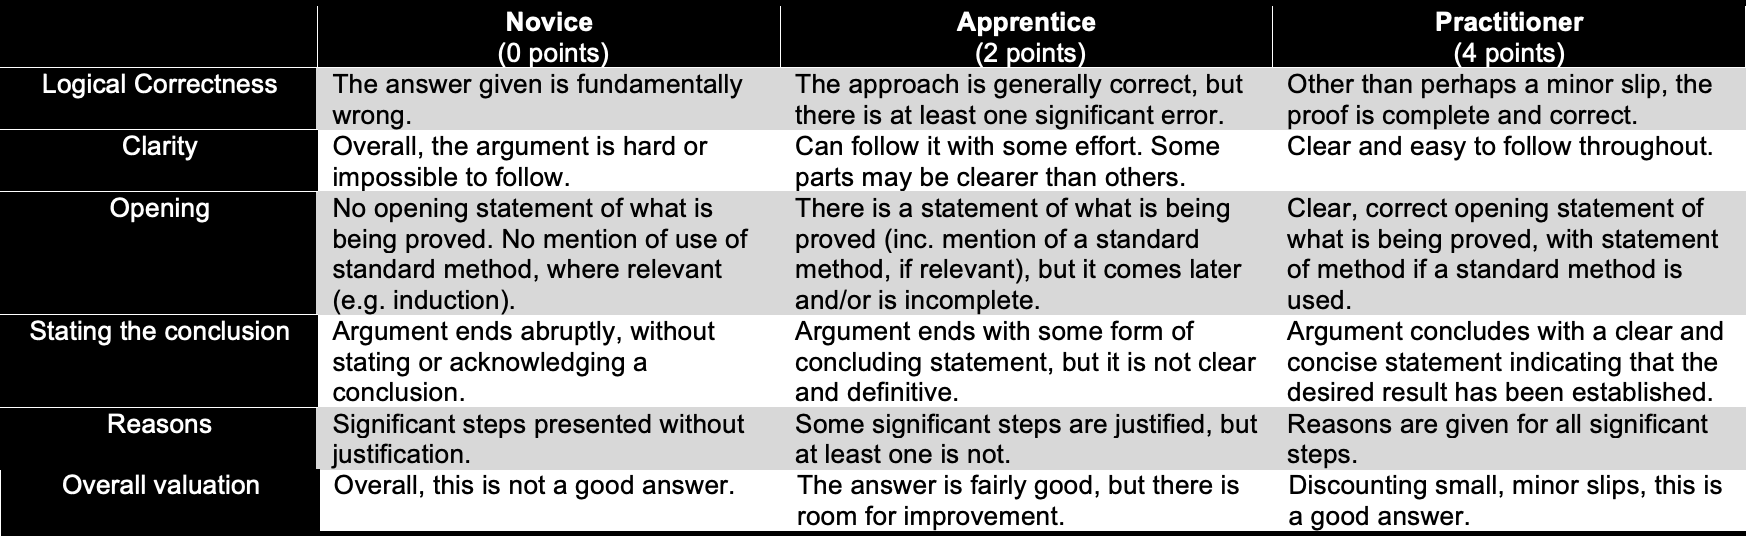 Novice
(0 points)
Apprentice
(2 points)
Practitioner
(4 points)
Logical Correctness
The answer given is fundamentally
wrong.
The approach is generally correct, but
there is at least one significant error.
Other than perhaps a minor slip, the
proof is complete and correct.
Clarity
Overall, the argument is hard or
impossible to follow.
Can follow it with some effort. Some
parts may be clearer than others.
Clear and easy to follow throughout.
Opening
No opening statement of what is
being proved. No mention of use of
standard method, where relevant
(e.g. induction).
There is a statement of what is being
proved (inc. mention of a standard
method, if relevant), but it comes later
and/or is incomplete.
Clear, correct opening statement of
what is being proved, with statement
of method if a standard method is
used.
Stating the conclusion
Argument ends abruptly, without
stating or acknowledging a
conclusion.
Argument ends with some form of
concluding statement, but it is not clear
and definitive.
Argument concludes with a clear and
concise statement indicating that the
desired result has been established.
Reasons
Significant steps presented without
justification.
Some significant steps are justified, but
at least one is not.
Reasons are given for all significant
steps.
Overall valuation
Overall, this is not a good answer.
The answer is fairly good, but there is
room for improvement.
Discounting small, minor slips, this is
a good answer.